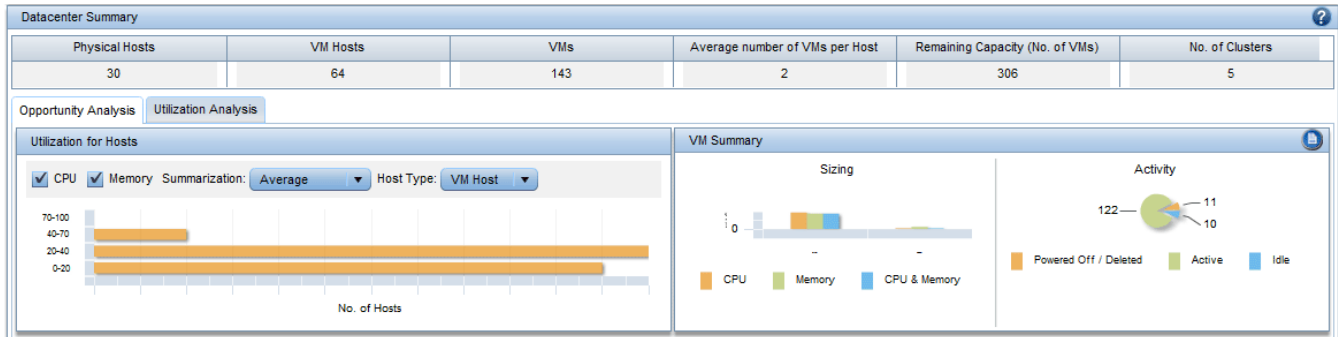 Datacenter Summary
Physical Hosts VM Hosts VMs Average number of VMs per Host Remaining Capacity (No. of VMs) No. of Clusters
30 64 143 2 306 5
Opportunity Analysis Utilization Analysis
Utilization for Hosts
CPU Memory Summarization: Average Host Type: VM Host
70-100
40-70
20-40
0-20
No. of Hosts
VM Summary
Sizing
0
CPU Memory CPU & Memory
Activity
122 11
10
Powered Off / Deleted Active Idle